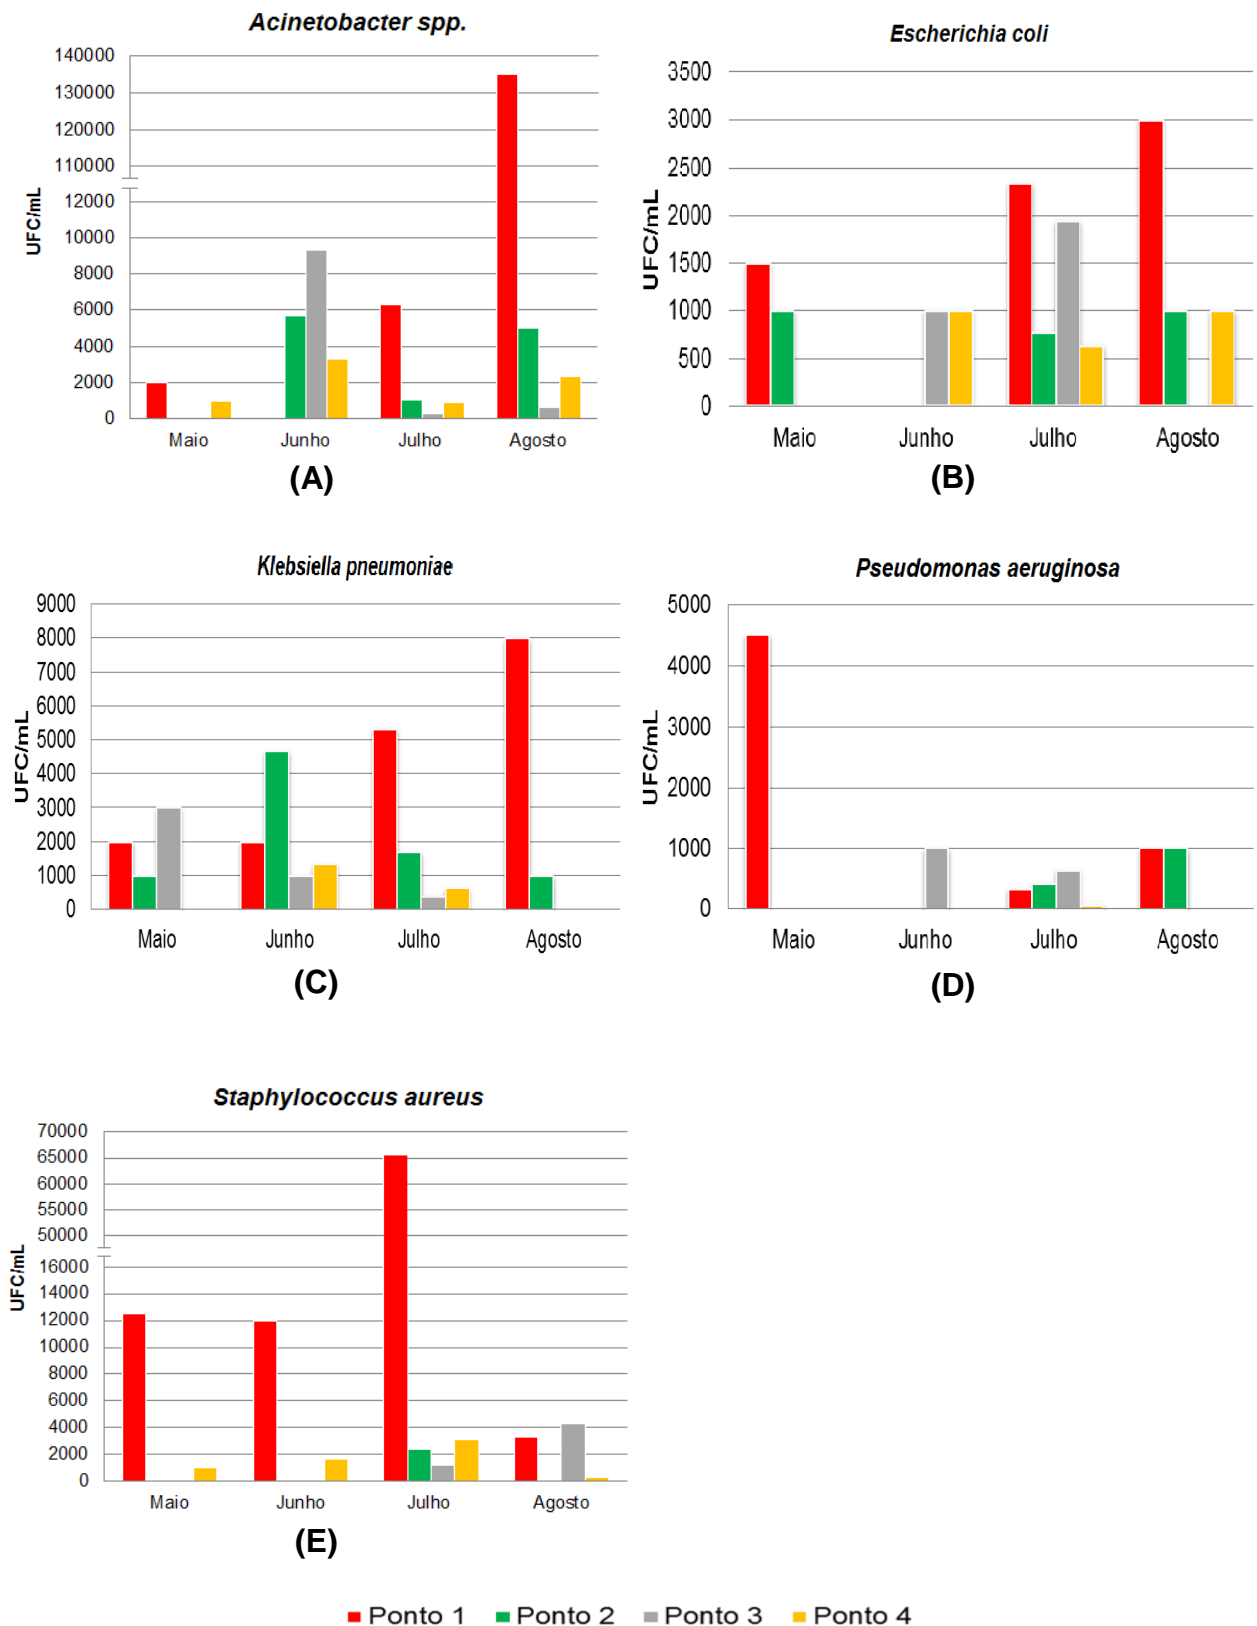 Acinetobacter spp.
140000
130000
120000
110000
12000
10000
8000
6000
4000
2000
0
UFC/mL
Maio Junho Julho Agosto
(A)
Escherichia coli
3500
3000
2500
2000
1500
1000
500
0
UFC/mL
Maio Junho Julho Agosto
(B)
Klebsiella pneumoniae
9000
8000
7000
6000
5000
4000
3000
2000
1000
0
UFC/mL
Maio Junho Julho Agosto
(C)
Pseudomonas aeruginosa
5000
4000
3000
2000
1000
0
UFC/mL
Maio Junho Julho Agosto
(D)
Staphylococcus aureus
70000
65000
60000
55000
50000
16000
14000
12000
10000
8000
6000
4000
2000
0
UFC/mL
Maio Junho Julho Agosto
(E)
Ponto 1 Ponto 2 Ponto 3 Ponto 4